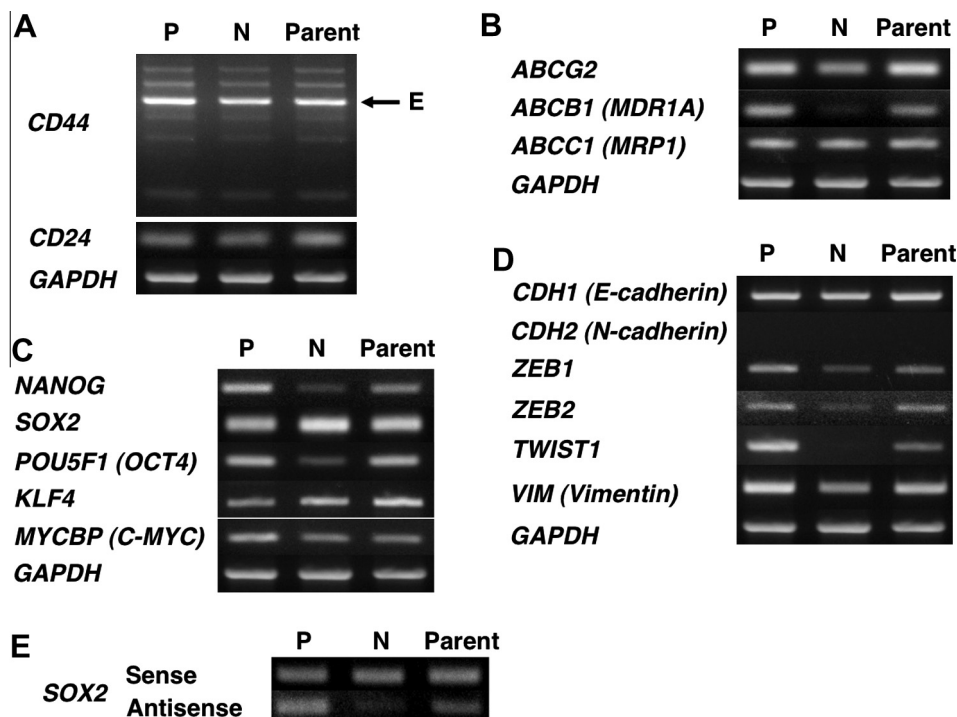 A
P N Parent
CD44
E
CD24
GAPDH
B
P N Parent
ABCG2
ABCB1 (MDR1A)
ABCC1 (MRP1)
GAPDH
C
P N Parent
NANOG
SOX2
POU5F1 (OCT4)
KLF4
MYCBP (C-MYC)
GAPDH
D
P N Parent
CDH1 (E-cadherin)
CDH2 (N-cadherin)
ZEB1
ZEB2
TWIST1
VIM (Vimentin)
GAPDH
E
P N Parent
SOX2
Sense
Antisense